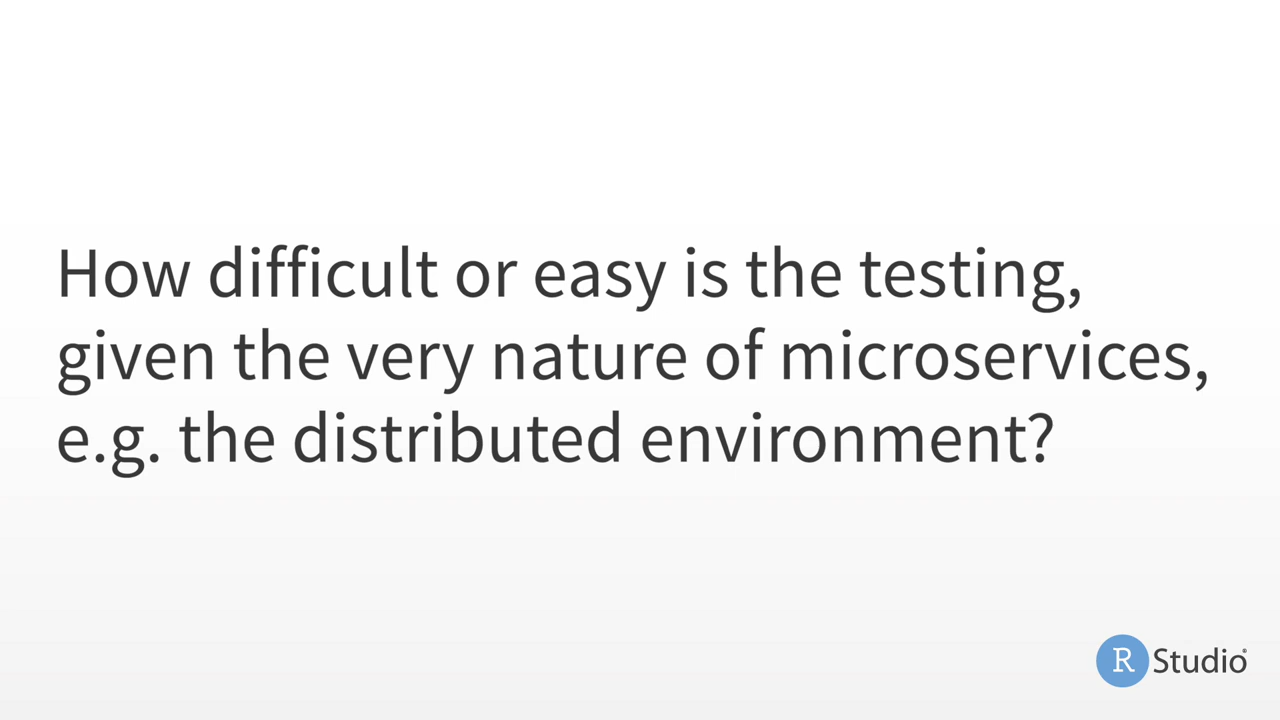 How difficult or easy is the testing,
given the very nature of microservices,
e.g. the distributed environment?
R Studio®